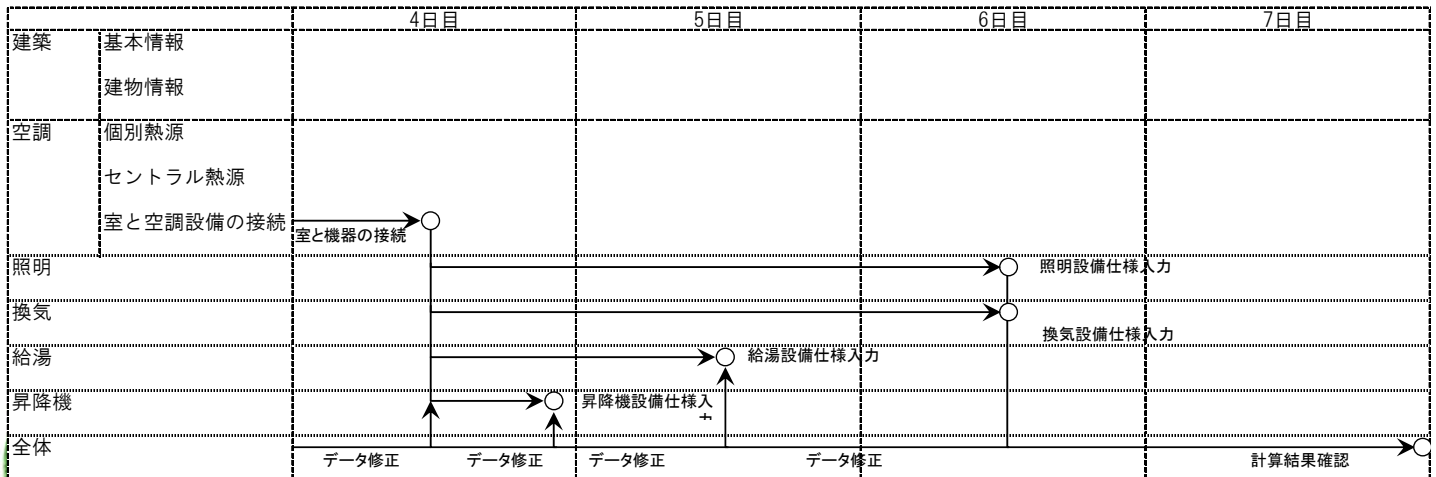 4日目 5日目 6日目 7日目
建築 基本情報
建物情報
空調 個別熱源
セントラル熱源
室と空調設備の接続
室と機器の接続
照明 照明設備仕様入力
換気
換気設備仕様入力
給湯 給湯設備仕様入力
昇降機 昇降機設備仕様入
全体
データ修正 データ修正 データ修正 データ修正 計算結果確認